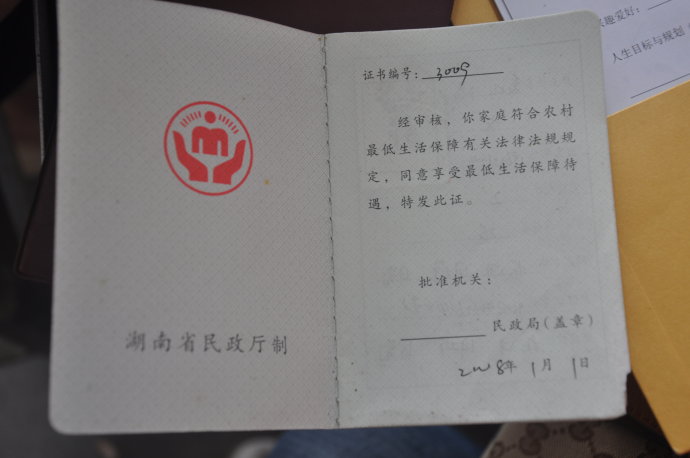 湖南省民政厅制
证书编号：3009
经审核，你家庭符合农村
最低生活保障有关法律法规规
定，同意享受最低生活保障待
遇，特发此证。
批准机关：
民政局（盖章）
2008年1月1日
兴趣爱好：
人生目标与规划